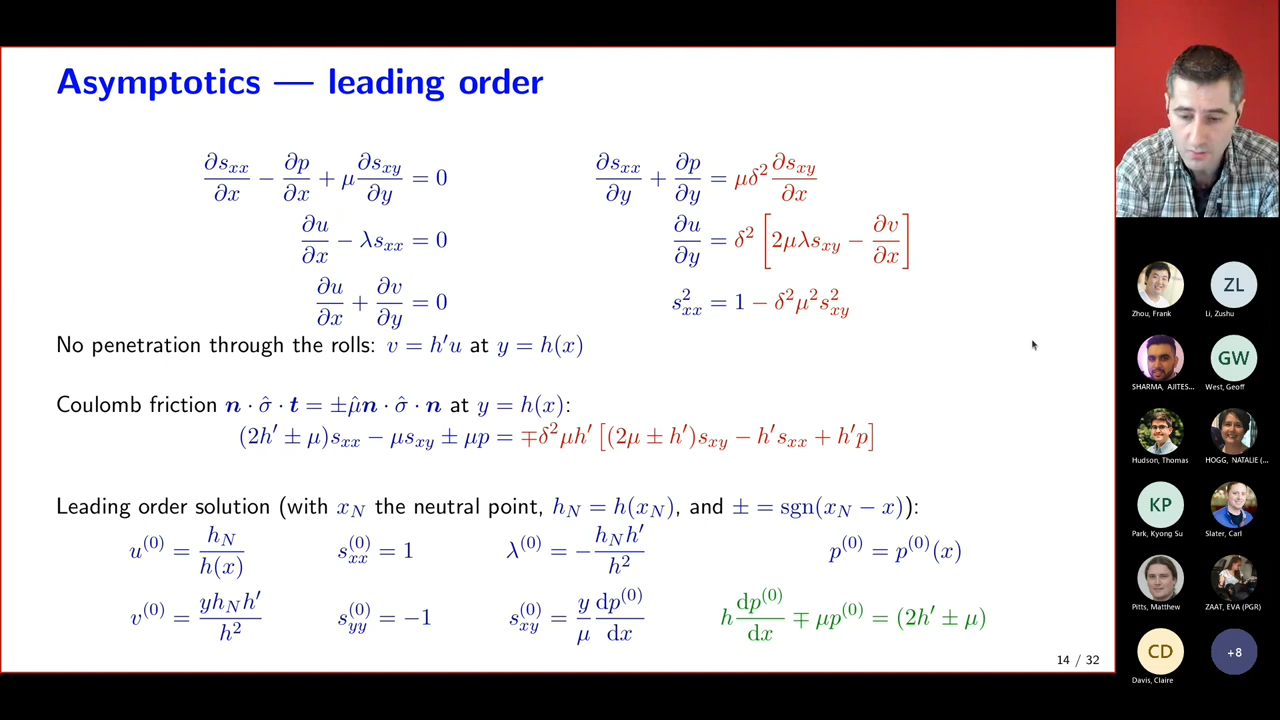 Asymptotics — leading order
∂s_xx/∂x − ∂p/∂x + μ ∂s_xy/∂y = 0    ∂s_xx/∂y + ∂p/∂y = μδ² ∂s_xy/∂x
∂u/∂x − λs_xx = 0    ∂u/∂y = δ² [2μλs_xy − ∂v/∂x]
∂u/∂x + ∂v/∂y = 0    s²_xx = 1 − δ²μ²s²_xy
No penetration through the rolls: v = h′u at y = h(x)
Coulomb friction n · σ̂ · t = ±μ̂n · σ̂ · n at y = h(x):
(2h′ ± μ)s_xx − μs_xy ± μp = ∓δ²μh′ [(2μ ± h′)s_xy − h′s_xx + h′p]
Leading order solution (with x_N the neutral point, h_N = h(x_N), and ± = sgn(x_N − x)):
u^(0) = h_N/h(x)    s_xx^(0) = 1    λ^(0) = −h_N h′/h²    p^(0) = p^(0)(x)
v^(0) = y h_N h′/h²    s_yy^(0) = −1    s_xy^(0) = y/μ dp^(0)/dx    h dp^(0)/dx ∓ μp^(0) = (2h′ ± μ)
14 / 32
Zhou, Frank
ZL
Li, Zushu
SHARMA, AJITES...
GW
West, Geoff
Hudson, Thomas
HOGG, NATALIE (...
KP
Park, Kyong Su
Slater, Carl
Pitts, Matthew
ZAAT, EVA (PGR)
CD
Davis, Claire
+8